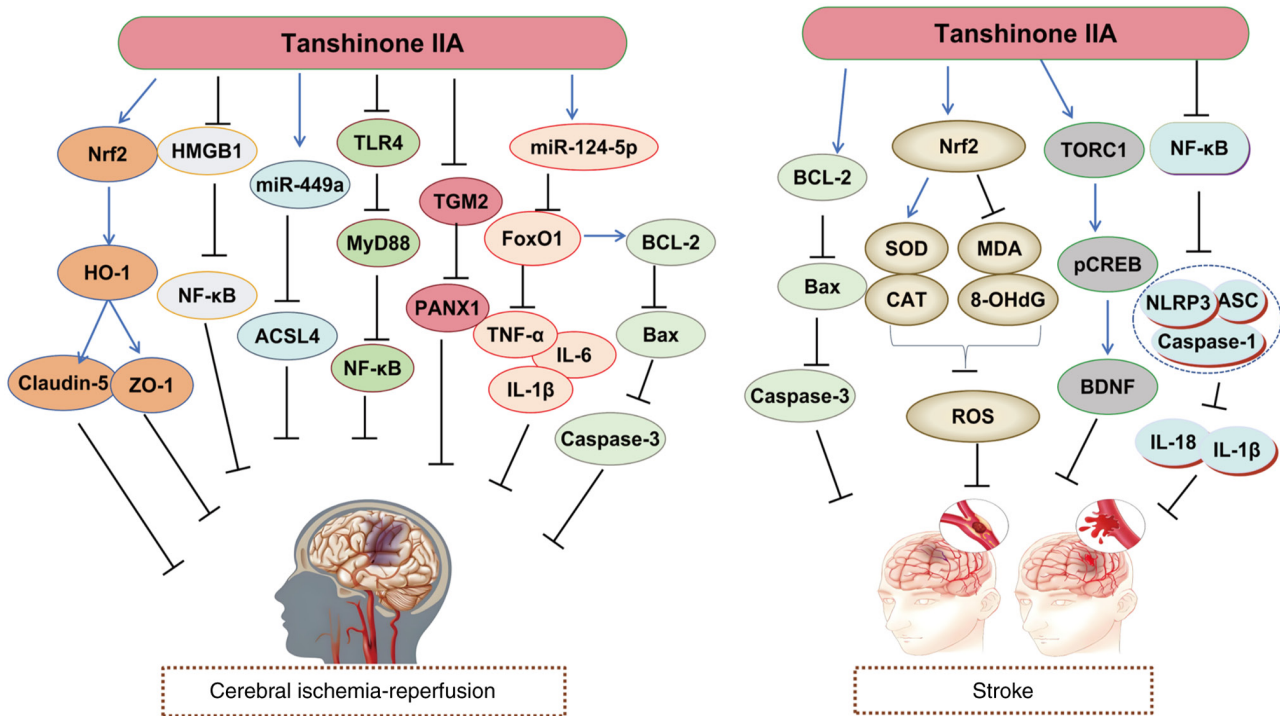 Tanshinone IIA
Nrf2
HMGB1
miR-449a
TLR4
TGM2
miR-124-5p
HO-1
NF-κB
ACSL4
MyD88
PANX1
FoxO1
BCL-2
Claudin-5
ZO-1
NF-κB
TNF-α
IL-6
IL-1β
Bax
Caspase-3
Cerebral ischemia-reperfusion
Tanshinone IIA
BCL-2
Nrf2
TORC1
NF-κB
Bax
SOD
CAT
MDA
8-OHdG
pCREB
NLRP3
ASC
Caspase-1
Caspase-3
ROS
BDNF
IL-18
IL-1β
Stroke